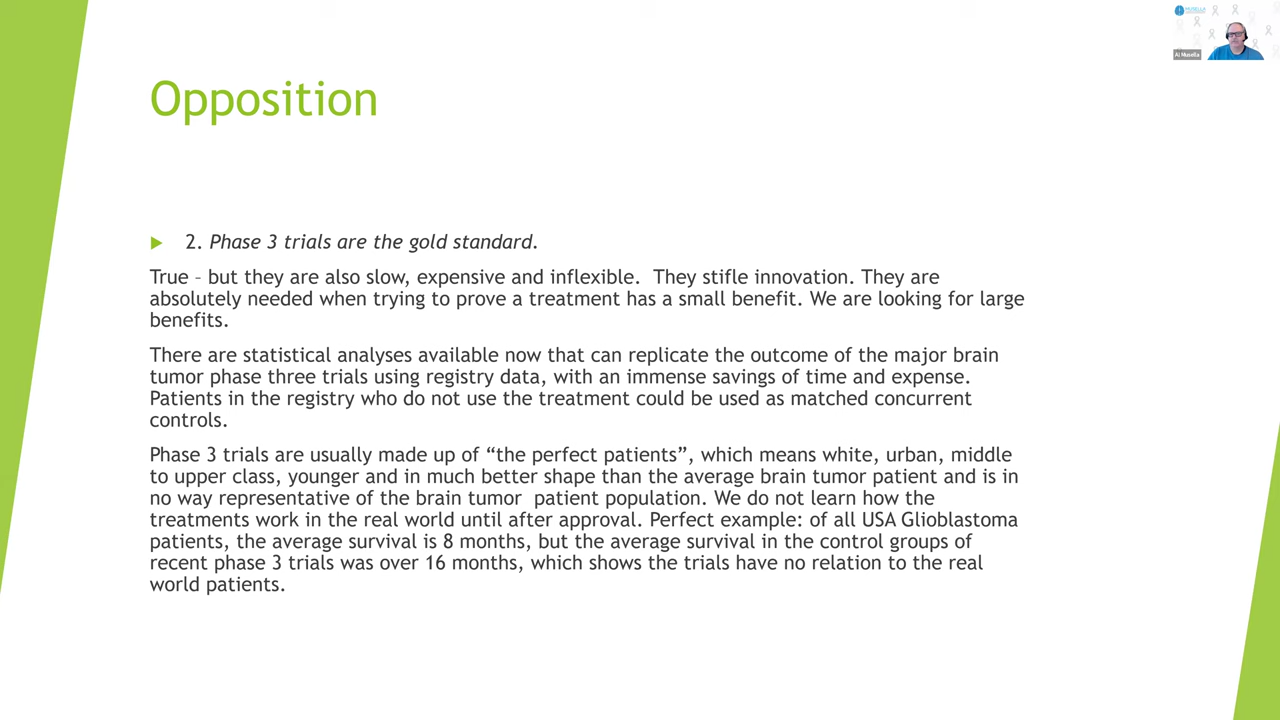 MUSELLA
Al Musella
Opposition
2. Phase 3 trials are the gold standard.
True – but they are also slow, expensive and inflexible.  They stifle innovation. They are
absolutely needed when trying to prove a treatment has a small benefit. We are looking for large
benefits.
There are statistical analyses available now that can replicate the outcome of the major brain
tumor phase three trials using registry data, with an immense savings of time and expense.
Patients in the registry who do not use the treatment could be used as matched concurrent
controls.
Phase 3 trials are usually made up of “the perfect patients”, which means white, urban, middle
to upper class, younger and in much better shape than the average brain tumor patient and is in
no way representative of the brain tumor  patient population. We do not learn how the
treatments work in the real world until after approval. Perfect example: of all USA Glioblastoma
patients, the average survival is 8 months, but the average survival in the control groups of
recent phase 3 trials was over 16 months, which shows the trials have no relation to the real
world patients.